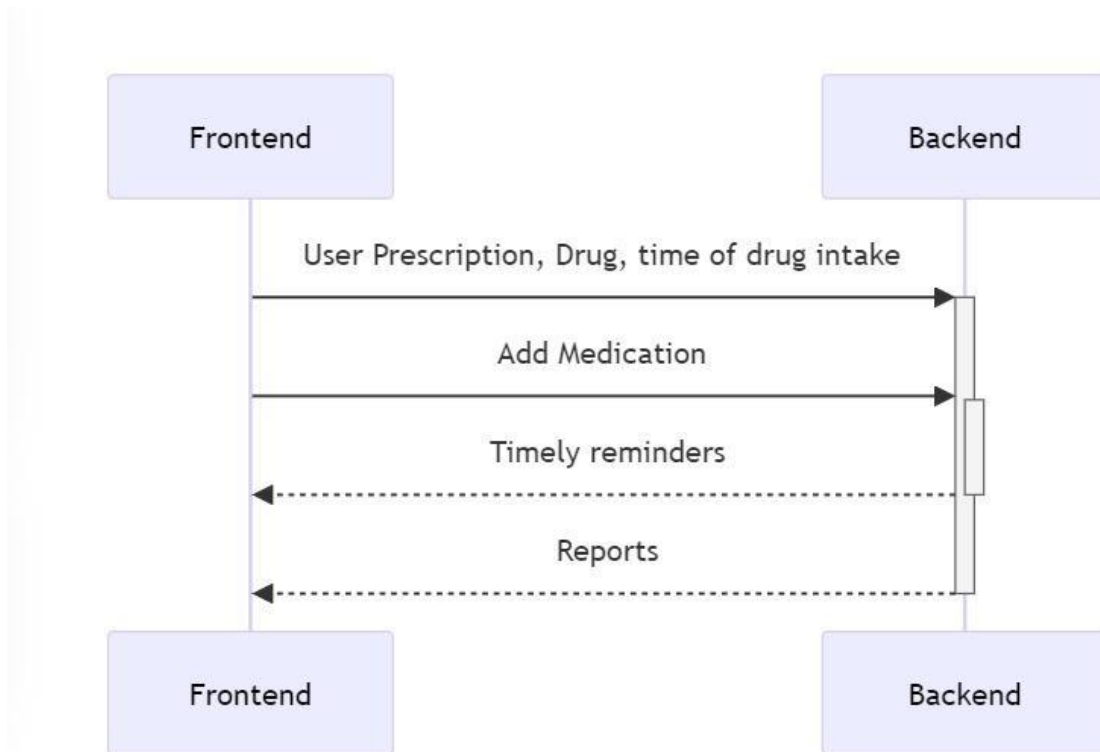 Frontend
Backend
User Prescription, Drug, time of drug intake
Add Medication
Timely reminders
Reports
Frontend
Backend